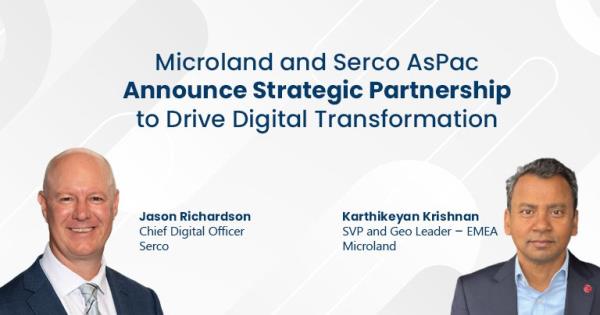 Microland and Serco AsPac
Announce Strategic Partnership
to Drive Digital Transformation
Jason Richardson
Chief Digital Officer
Serco
Karthikeyan Krishnan
SVP and Geo Leader – EMEA
Microland